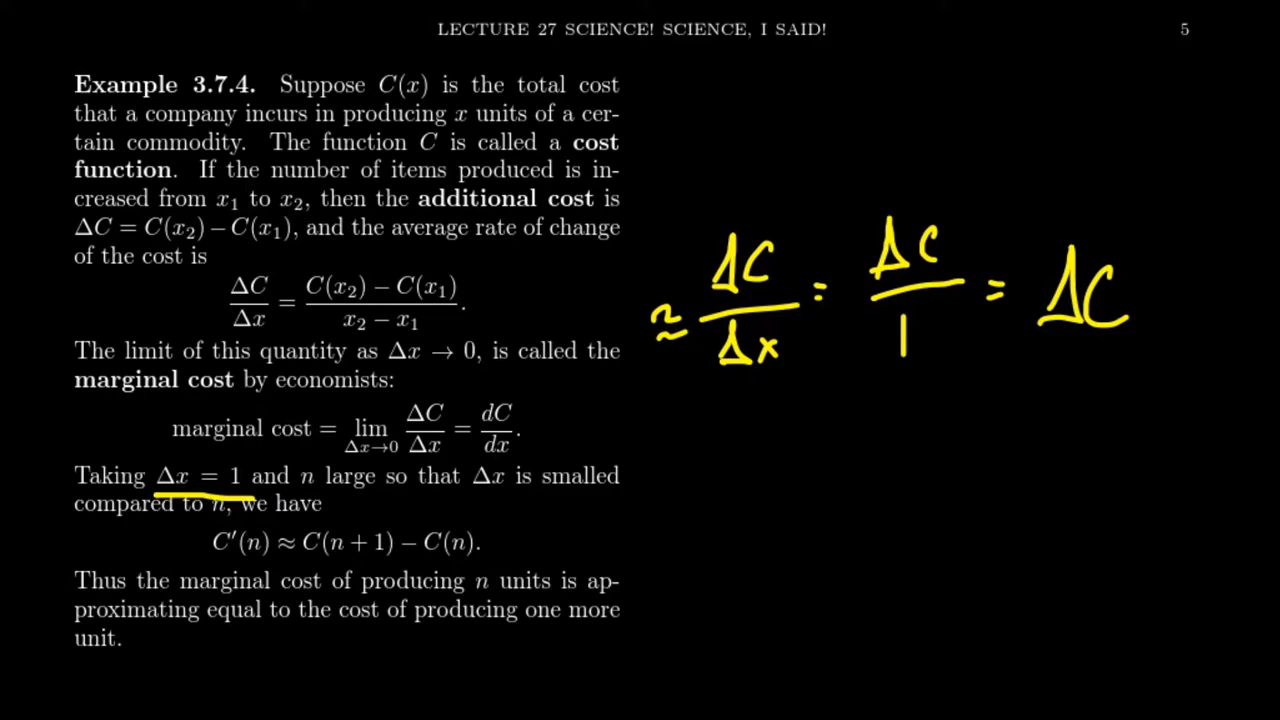 LECTURE 27 SCIENCE! SCIENCE, I SAID!
5
Example 3.7.4. Suppose C(x) is the total cost
that a company incurs in producing x units of a cer-
tain commodity. The function C is called a cost
function. If the number of items produced is in-
creased from x₁ to x₂, then the additional cost is
ΔC = C(x₂) − C(x₁), and the average rate of change
of the cost is
ΔC/Δx = (C(x₂) − C(x₁))/(x₂ − x₁).
The limit of this quantity as Δx → 0, is called the
marginal cost by economists:
marginal cost = lim_{Δx→0} ΔC/Δx = dC/dx.
Taking Δx = 1 and n large so that Δx is smalled
compared to n, we have
C′(n) ≈ C(n + 1) − C(n).
Thus the marginal cost of producing n units is ap-
proximating equal to the cost of producing one more
unit.
≈ ΔC/Δx = ΔC/1 = ΔC